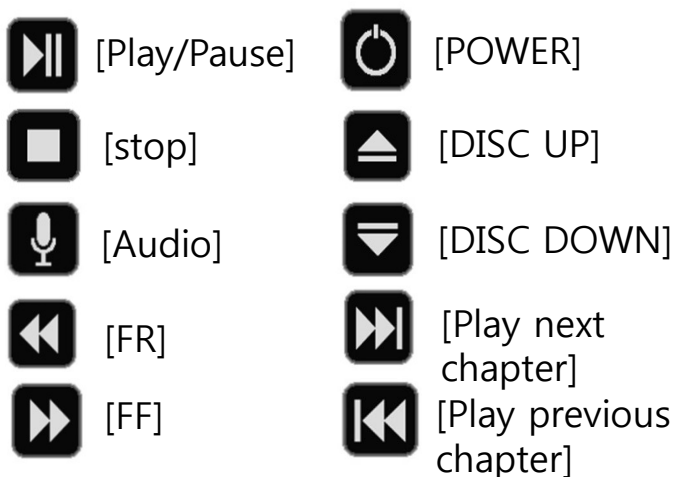 [Play/Pause]
[POWER]
[stop]
[DISC UP]
[Audio]
[DISC DOWN]
[FR]
[Play next
chapter]
[FF]
[Play previous
chapter]